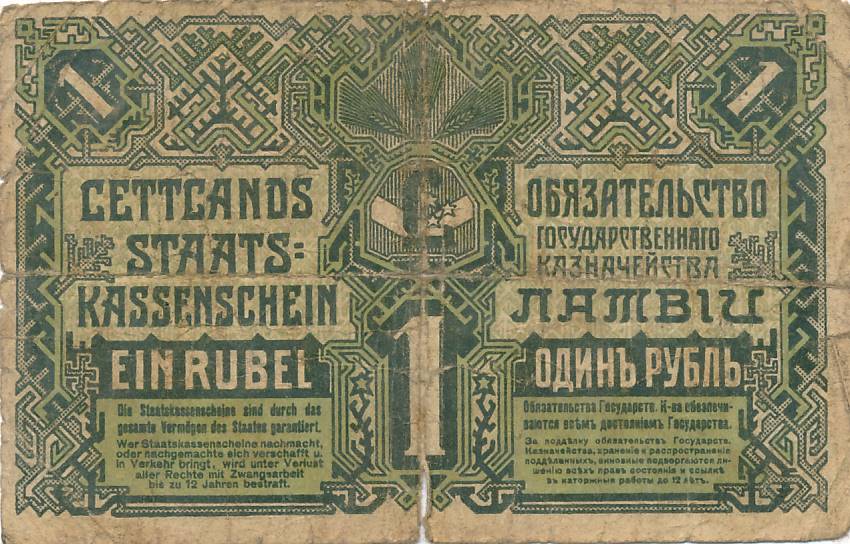 1
1
LETTLANDS
STAATS=
KASSENSCHEIN
EIN RUBEL
Die Staatskassenscheine sind durch das
gesamte Vermögen des Staates garantiert.
Wer Staatskassenscheine nachmacht,
oder nachgemachte sich verschafft u.
in Verkehr bringt, wird unter Verlust
aller Rechte mit Zwangsarbeit
bis zu 12 Jahren bestraft.
1
ОБЯЗАТЕЛЬСТВО
ГОСУДАРСТВЕННАГО
КАЗНАЧЕЙСТВА
ЛАТВІИ
ОДИНЪ РУБЛЬ
Обязательства Государств. К-ва обезпечи-
ваются всѣмъ достояніемъ Государства.
За поддѣлку обязательствъ Государств.
Казначейства, храненіе и распространеніе
поддѣланныхъ, виновные подвергаются ли-
шенію всѣхъ правъ состоянія и ссылкѣ
въ каторжныя работы до 12 лѣтъ.